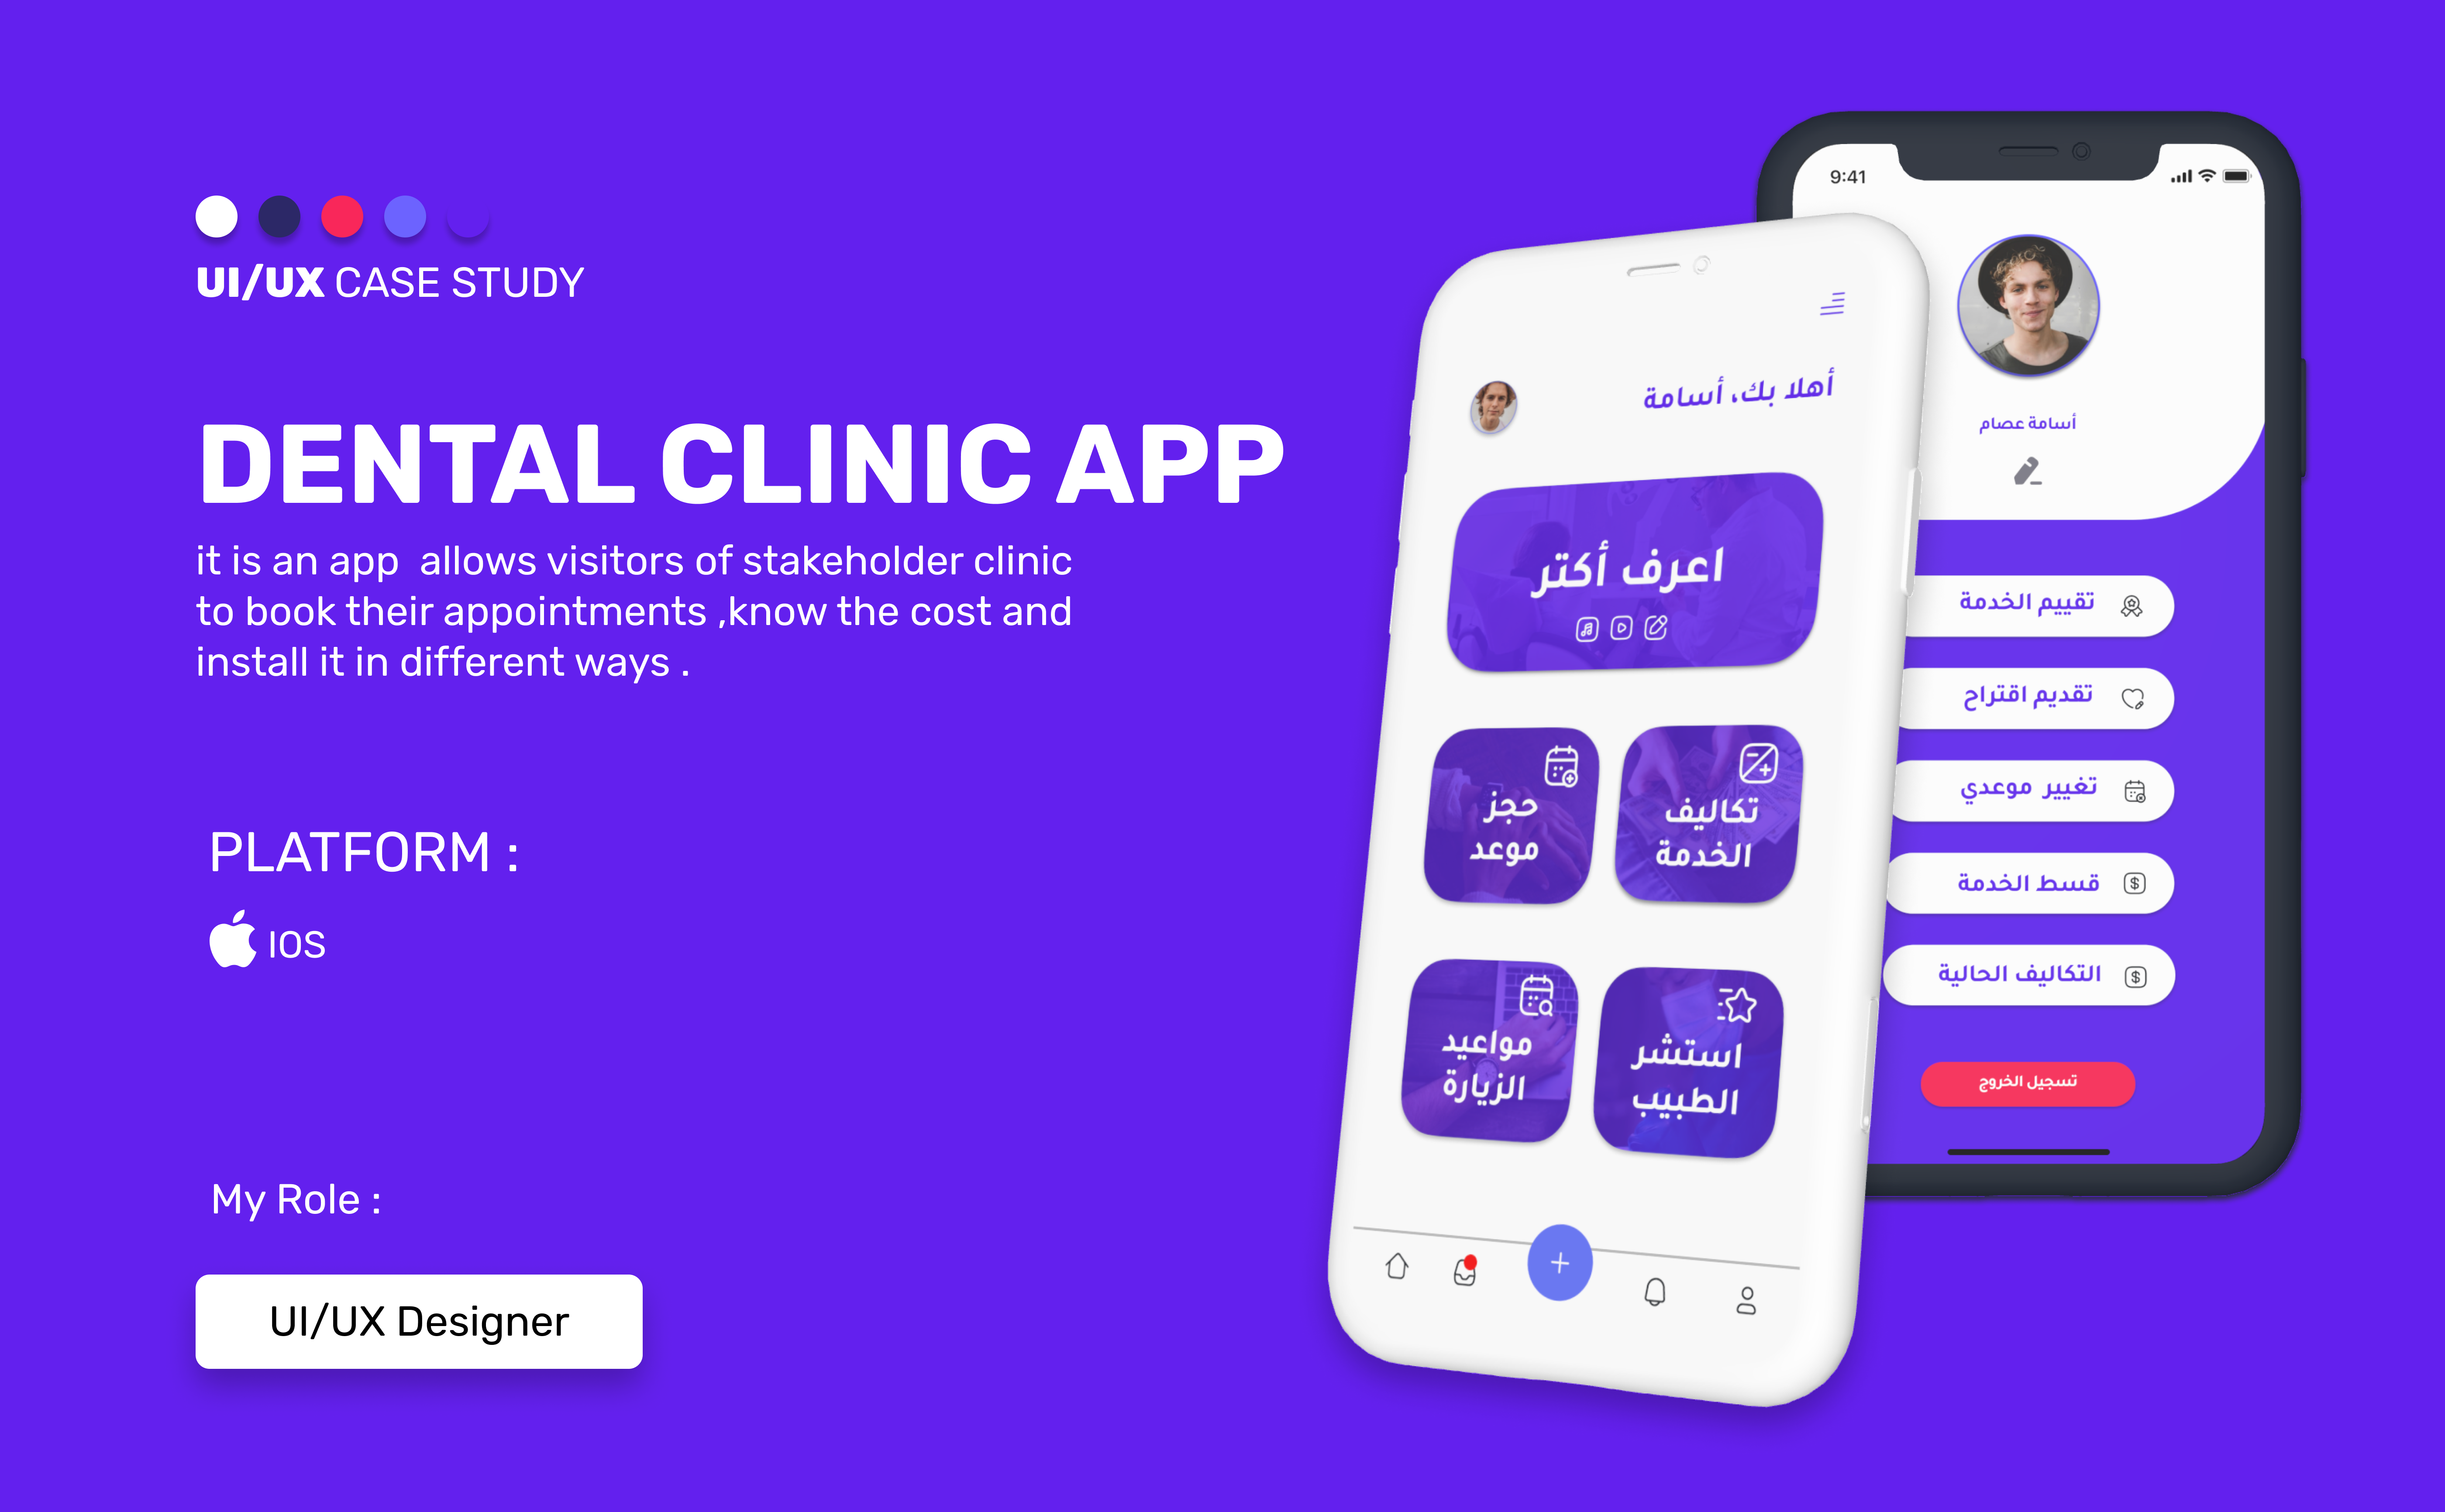 UI/UX CASE STUDY
DENTAL CLINIC APP
it is an app  allows visitors of stakeholder clinic
to book their appointments ,know the cost and
install it in different ways .
PLATFORM :
IOS
My Role :
UI/UX Designer
أهلا بك، أسامة
اعرف أكتر
تكاليف
الخدمة
حجز
موعد
استشر
الطبيب
مواعيد
الزيارة
9:41
أسامة عصام
تقييم الخدمة
تقديم اقتراح
تغيير موعدي
قسط الخدمة
التكاليف الحالية
تسجيل الخروج